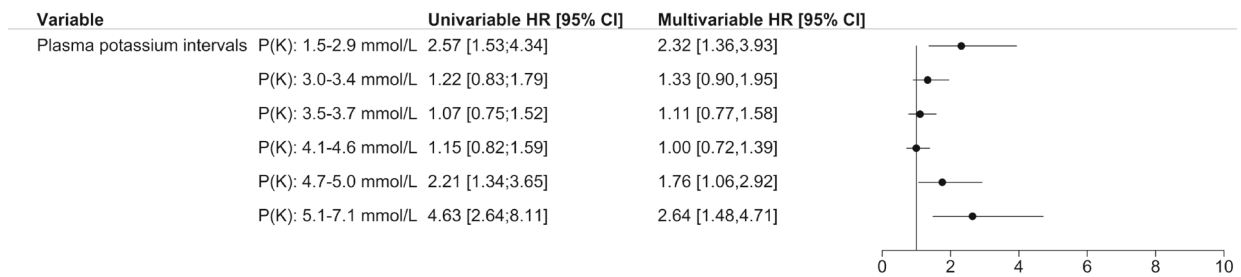 Variable Univariable HR [95% CI] Multivariable HR [95% CI]
Plasma potassium intervals P(K): 1.5-2.9 mmol/L 2.57 [1.53;4.34] 2.32 [1.36,3.93]
P(K): 3.0-3.4 mmol/L 1.22 [0.83;1.79] 1.33 [0.90,1.95]
P(K): 3.5-3.7 mmol/L 1.07 [0.75;1.52] 1.11 [0.77,1.58]
P(K): 4.1-4.6 mmol/L 1.15 [0.82;1.59] 1.00 [0.72,1.39]
P(K): 4.7-5.0 mmol/L 2.21 [1.34;3.65] 1.76 [1.06,2.92]
P(K): 5.1-7.1 mmol/L 4.63 [2.64;8.11] 2.64 [1.48,4.71]
0 2 4 6 8 10